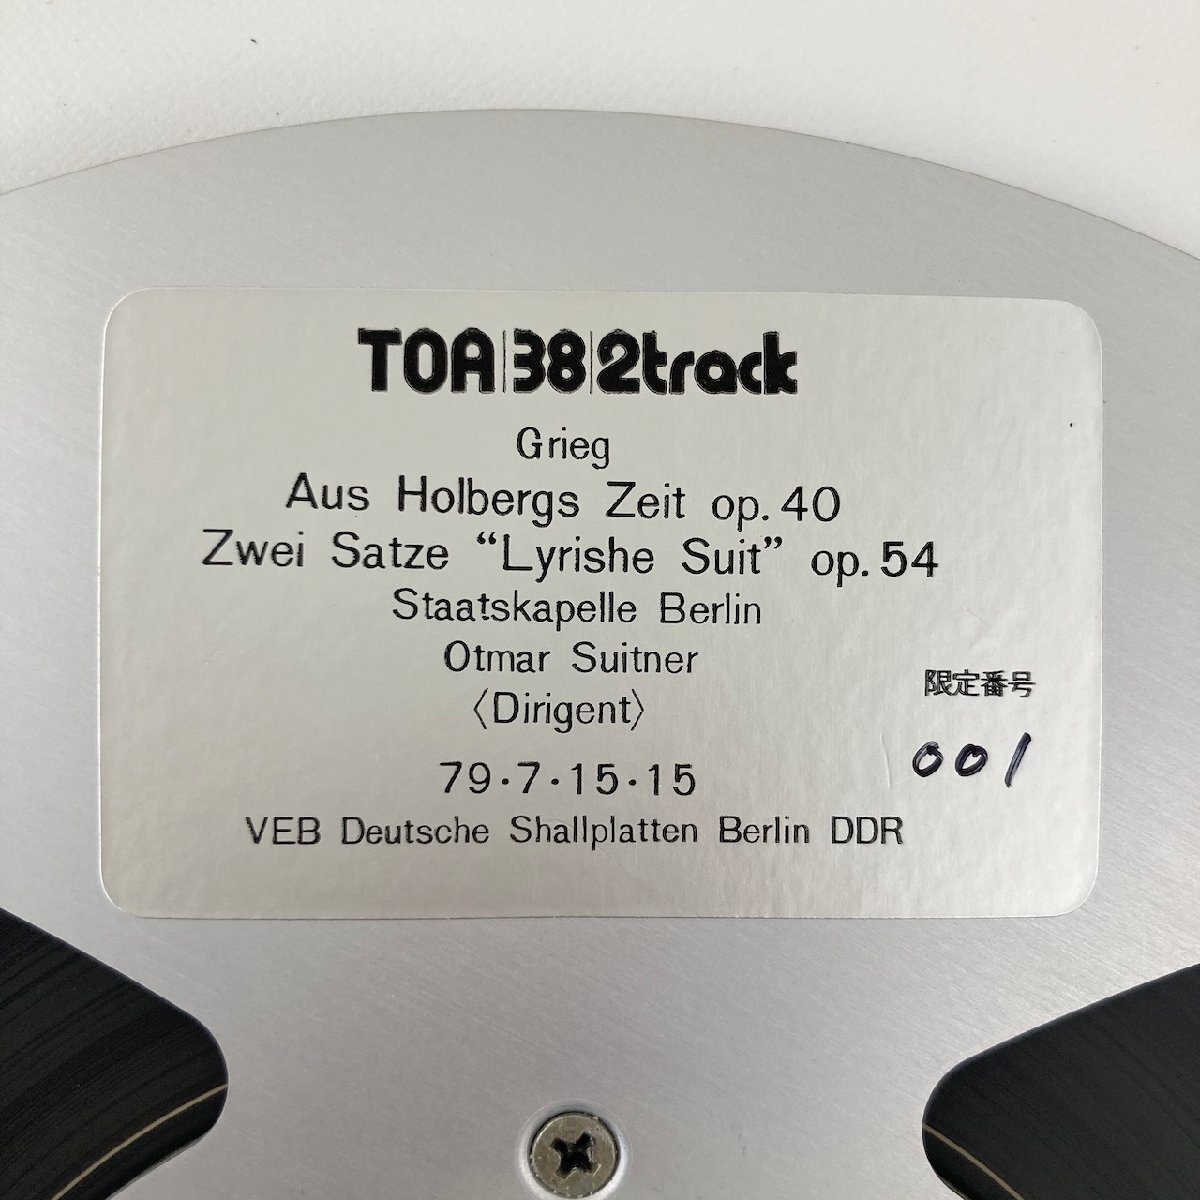 TOA|38|2track
Grieg
Aus Holbergs Zeit op. 40
Zwei Satze “Lyrishe Suit” op. 54
Staatskapelle Berlin
Otmar Suitner
〈Dirigent〉
限定番号
001
79・7・15・15
VEB Deutsche Shallplatten Berlin DDR